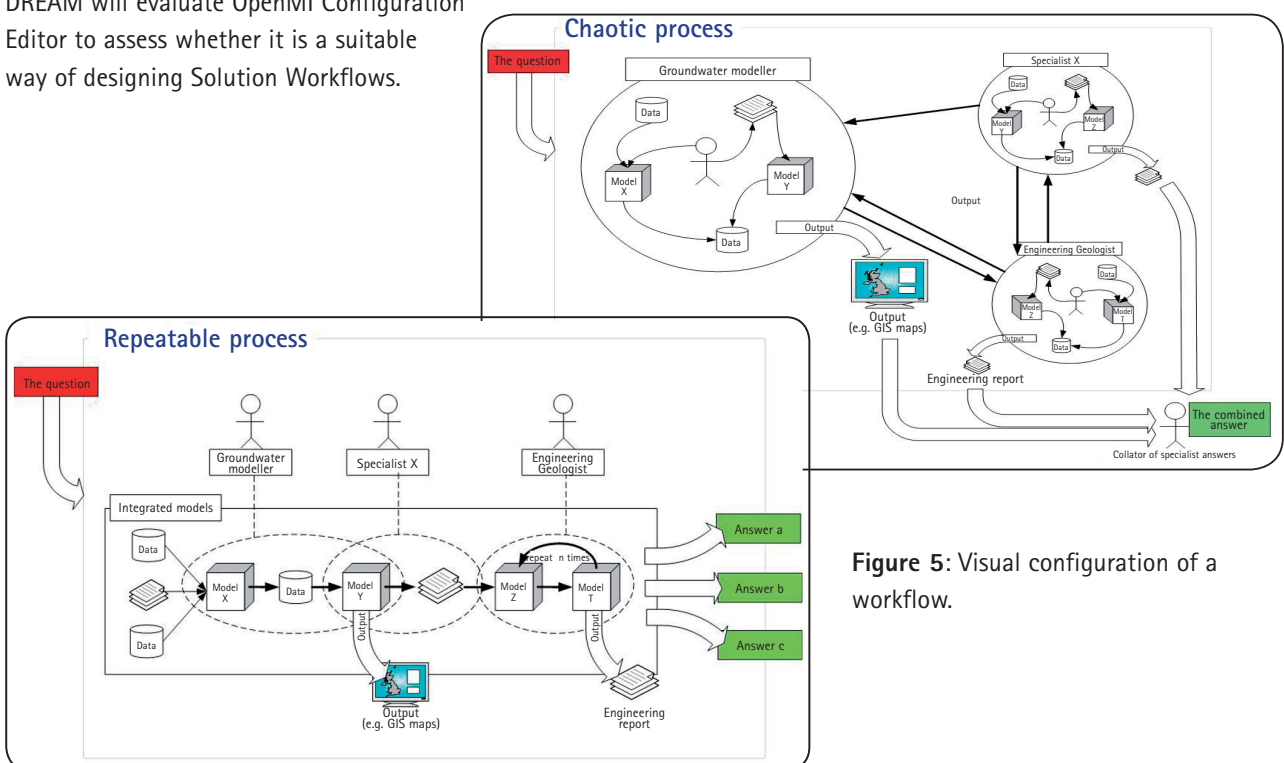 DREAM will evaluate OpenMI Configuration
Editor to assess whether it is a suitable
way of designing Solution Workflows.
Chaotic process
The question
Groundwater modeller
Data
Model
X
Model
Y
Data
Output
Output
(e.g. GIS maps)
Specialist X
Data
Model
Y
Model
Z
Data
Output
Output
Engineering Geologist
Data
Model
Z
Model
T
Data
Output
Engineering report
The combined
answer
Collator of specialist answers
Repeatable process
The question
Groundwater
modeller
Specialist X
Engineering
Geologist
Integrated models
Data
Data
Model
X
Data
Model
Y
repeat n times
Model
Z
Model
T
Output
Output
Output
(e.g. GIS maps)
Engineering
report
Answer a
Answer b
Answer c
Figure 5: Visual configuration of a
workflow.